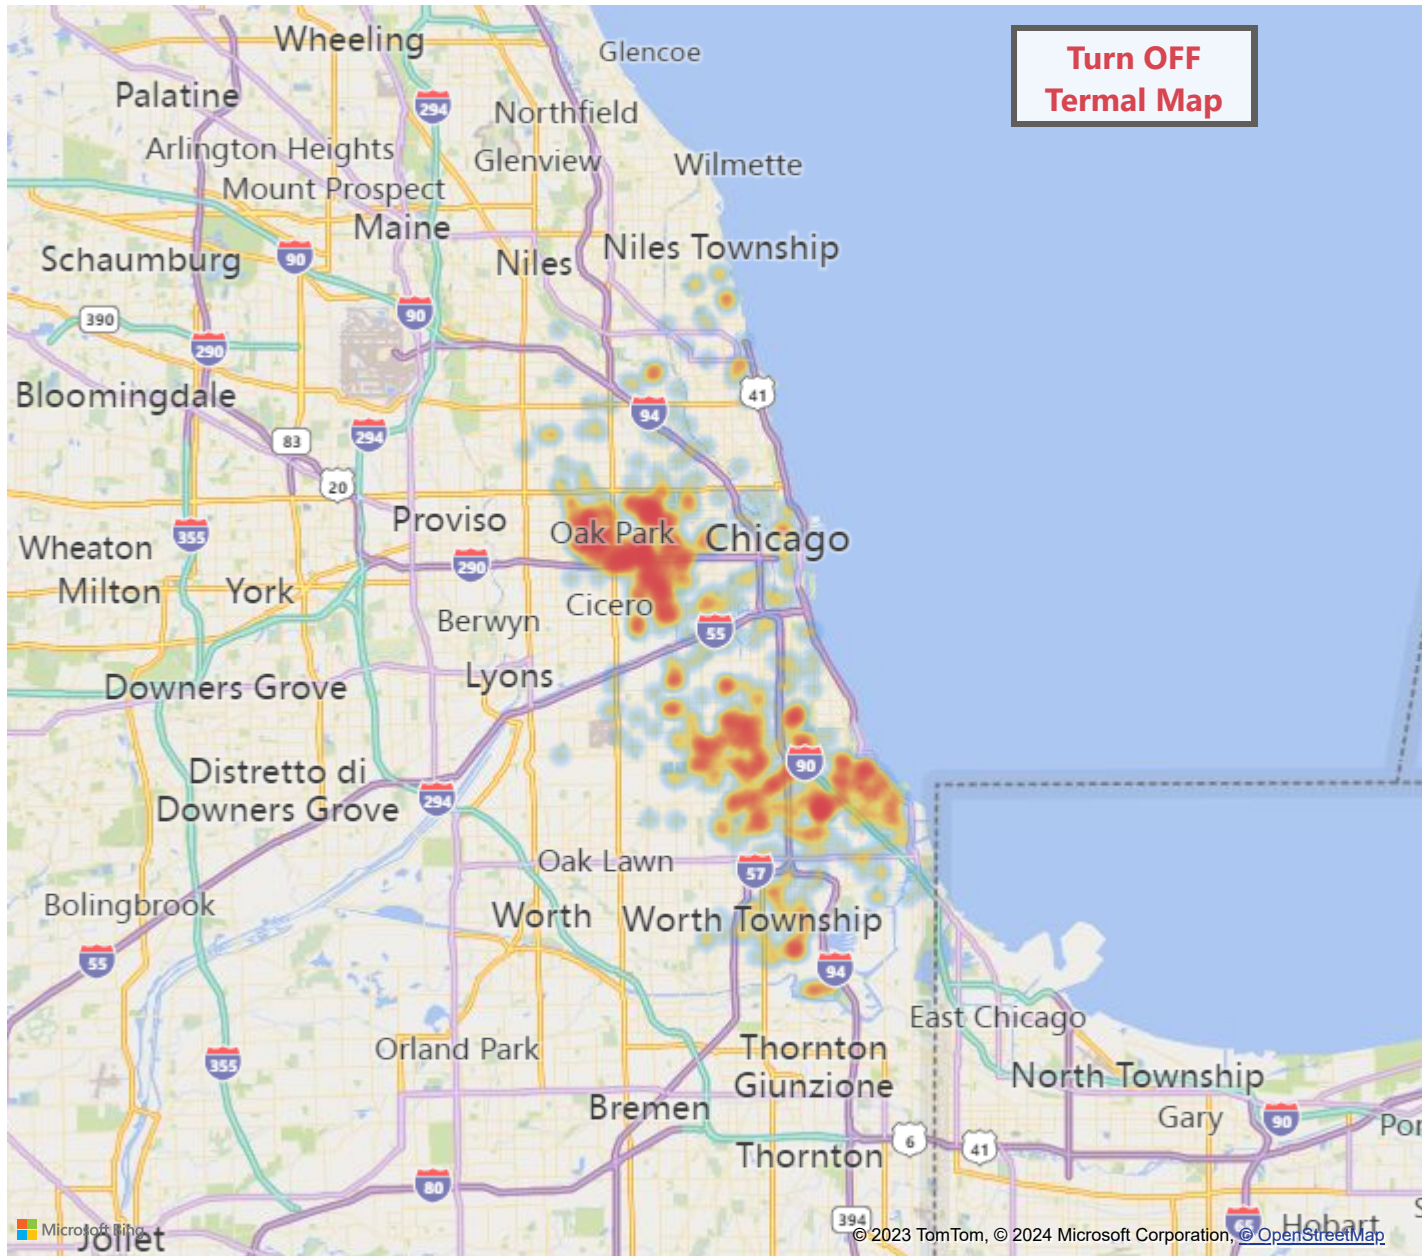 Wheeling
Glencoe
Turn OFF
Termal Map
Palatine
294
Northfield
Arlington Heights
Glenview
Wilmette
Mount Prospect
Maine
Niles Township
Schaumburg
90
Niles
390
90
290
Bloomingdale
41
94
83
294
20
Proviso
Oak Park
Chicago
355
Wheaton
290
Milton
York
Cicero
Berwyn
55
Lyons
Downers Grove
90
Distretto di
Downers Grove
294
Oak Lawn
57
Bolingbrook
Worth
Worth Township
55
94
East Chicago
Orland Park
Thornton
Giunzione
355
North Township
Bremen
Gary
90
Por
6
41
Thornton
80
394
65
Hobart
S
Microsoft Bing
Joliet
© 2023 TomTom, © 2024 Microsoft Corporation, © OpenStreetMap